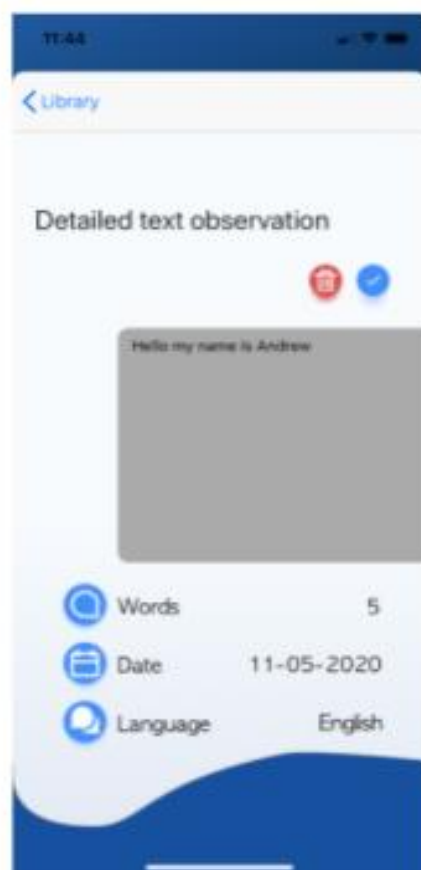 11:44
Library
Detailed text observation
Hello my name is Andrew
Words 5
Date 11-05-2020
Language English